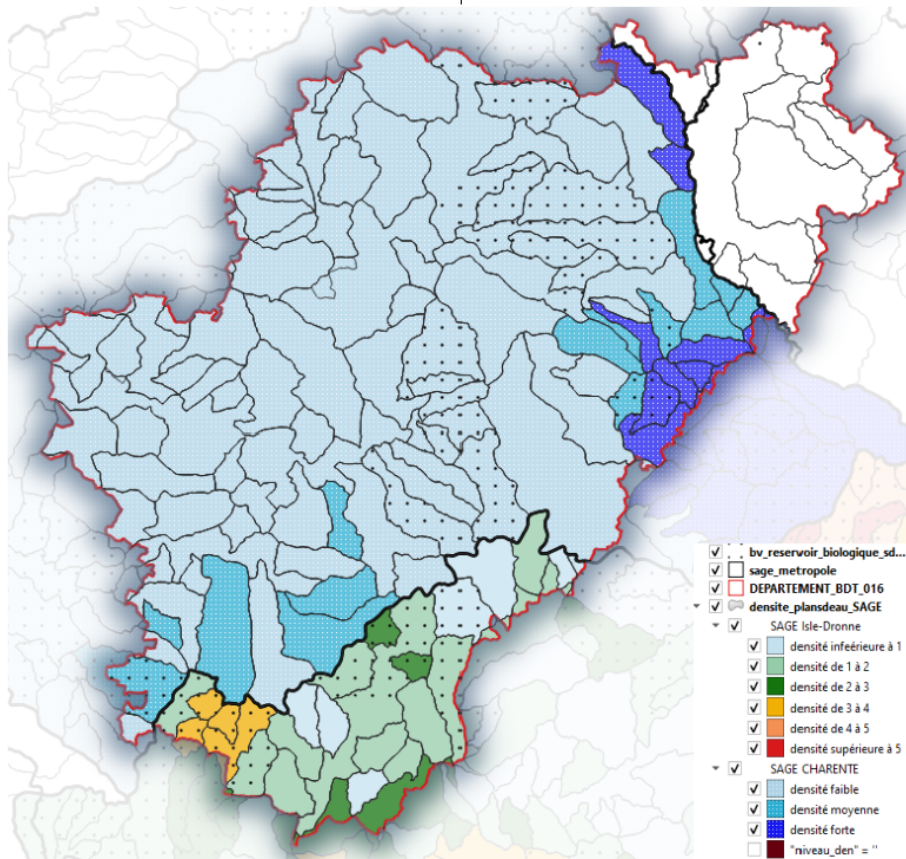 bv_reservoir_biologique_sd...
sage_metropole
DEPARTEMENT_BDT_016
densite_plansdeau_SAGE
SAGE Isle-Dronne
densité infeérieure à 1
densité de 1 à 2
densité de 2 à 3
densité de 3 à 4
densité de 4 à 5
densité supérieure à 5
SAGE CHARENTE
densité faible
densité moyenne
densité forte
"niveau_den" = ''